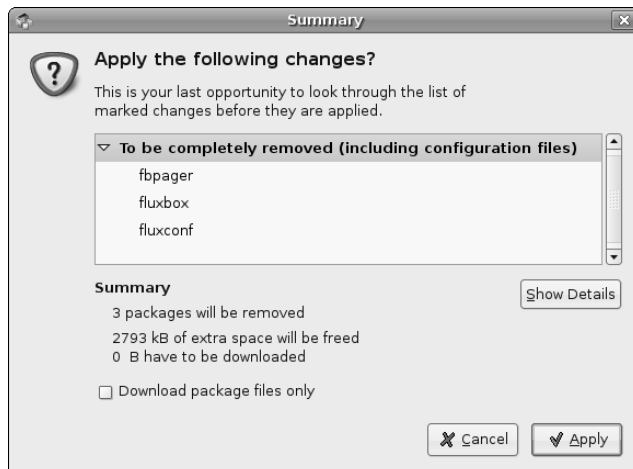 Summary
Apply the following changes?
This is your last opportunity to look through the list of
marked changes before they are applied.
To be completely removed (including configuration files)
fbpager
fluxbox
fluxconf
Summary
Show Details
3 packages will be removed
2793 kB of extra space will be freed
0 B have to be downloaded
Download package files only
Cancel
Apply